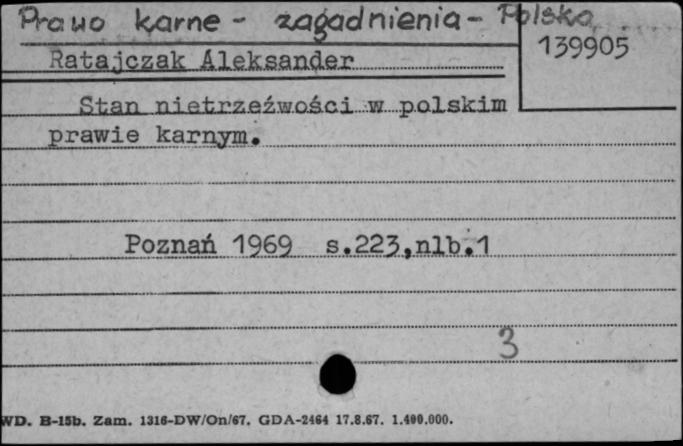 Prawo karne - zagadnienia - Polska
139905
Ratajczak Aleksander
Stan nietrzeźwości w polskim
prawie karnym.
Poznań 1969 s.223,nlb.1
3
WD. B-15b. Zam. 1316-DW/On/67. GDA-2464 17.8.67. 1.400.000.